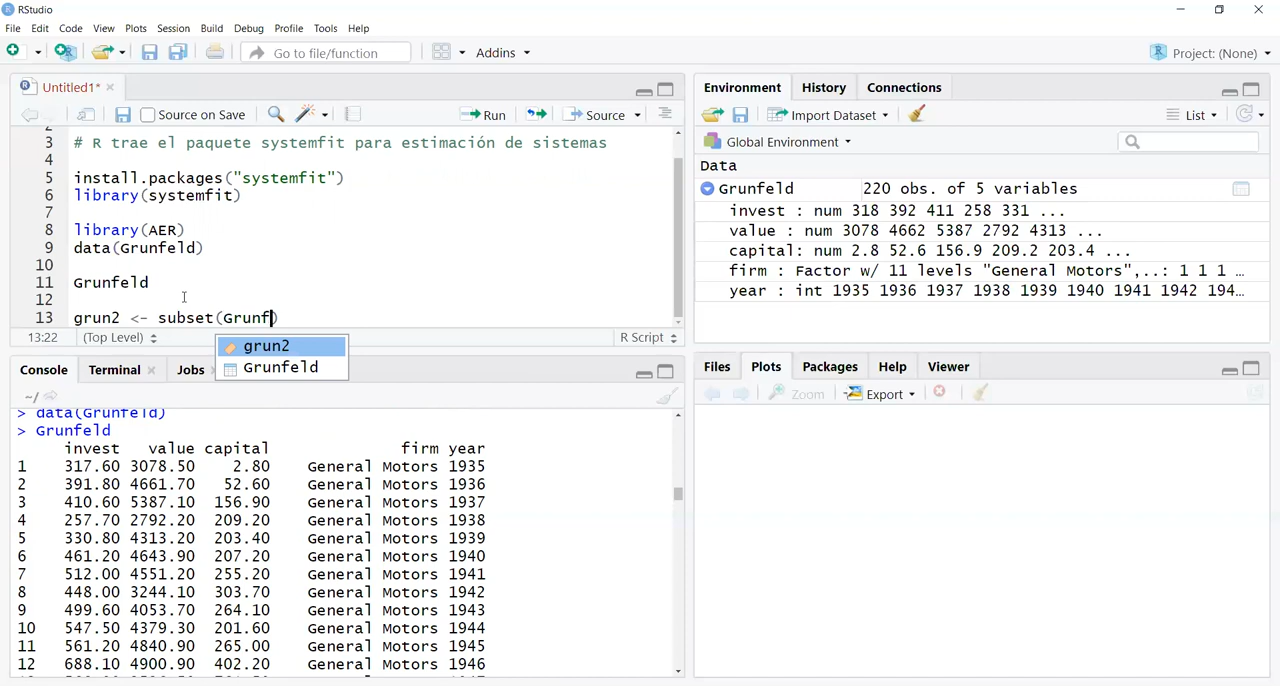 RStudio
File Edit Code View Plots Session Build Debug Profile Tools Help
Go to file/function Addins Project: (None)
Untitled1*
Source on Save Run Source
2
3 # R trae el paquete systemfit para estimación de sistemas
4
5 install.packages("systemfit")
6 library(systemfit)
7
8 library(AER)
9 data(Grunfeld)
10
11 Grunfeld
12
13 grun2 <- subset(Grunf)
grun2
Grunfeld
13:22 (Top Level) R Script
Console Terminal Jobs
~/
> data(Grunfeld)
> Grunfeld
invest value capital firm year
1 317.60 3078.50 2.80 General Motors 1935
2 391.80 4661.70 52.60 General Motors 1936
3 410.60 5387.10 156.90 General Motors 1937
4 257.70 2792.20 209.20 General Motors 1938
5 330.80 4313.20 203.40 General Motors 1939
6 461.20 4643.90 207.20 General Motors 1940
7 512.00 4551.20 255.20 General Motors 1941
8 448.00 3244.10 303.70 General Motors 1942
9 499.60 4053.70 264.10 General Motors 1943
10 547.50 4379.30 201.60 General Motors 1944
11 561.20 4840.90 265.00 General Motors 1945
12 688.10 4900.90 402.20 General Motors 1946
Environment History Connections
Import Dataset List
Global Environment
Data
Grunfeld 220 obs. of 5 variables
invest : num 318 392 411 258 331 ...
value : num 3078 4662 5387 2792 4313 ...
capital: num 2.8 52.6 156.9 209.2 203.4 ...
firm : Factor w/ 11 levels "General Motors",..: 1 1 1 …
year : int 1935 1936 1937 1938 1939 1940 1941 1942 194…
Files Plots Packages Help Viewer
Zoom Export